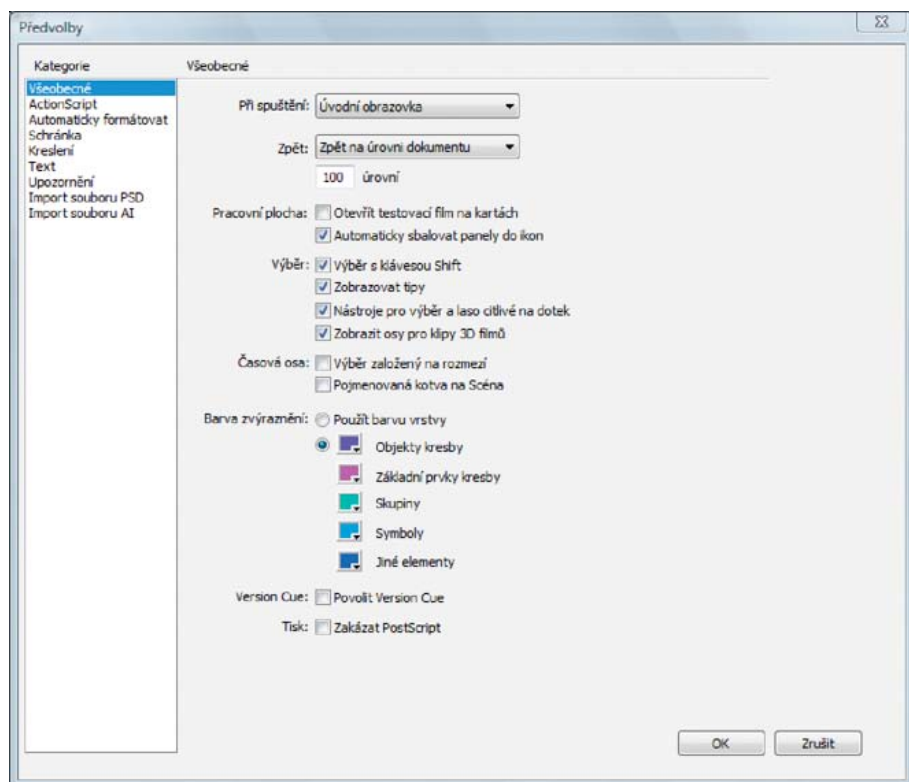 Předvolby
Kategorie
Všeobecné
ActionScript
Automaticky formátovat
Schránka
Kreslení
Text
Upozornění
Import souboru PSD
Import souboru AI
Všeobecné
Při spuštění: Úvodní obrazovka
Zpět: Zpět na úrovni dokumentu
100 úrovní
Pracovní plocha: Otevřít testovací film na kartách
Automaticky sbalovat panely do ikon
Výběr: Výběr s klávesou Shift
Zobrazovat tipy
Nástroje pro výběr a laso citlivé na dotek
Zobrazit osy pro klipy 3D filmů
Časová osa: Výběr založený na rozmezí
Pojmenovaná kotva na Scéna
Barva zvýraznění: Použít barvu vrstvy
Objekty kresby
Základní prvky kresby
Skupiny
Symboly
Jiné elementy
Version Cue: Povolit Version Cue
Tisk: Zakázat PostScript
OK Zrušit